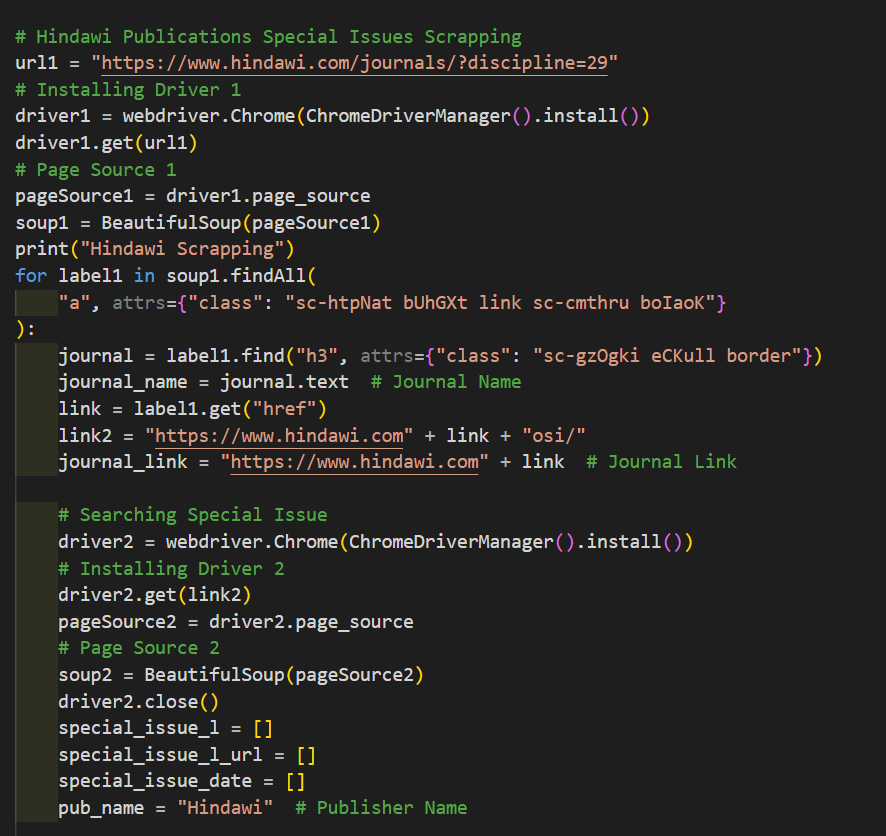 # Hindawi Publications Special Issues Scrapping
url1 = "https://www.hindawi.com/journals/?discipline=29"
# Installing Driver 1
driver1 = webdriver.Chrome(ChromeDriverManager().install())
driver1.get(url1)
# Page Source 1
pageSource1 = driver1.page_source
soup1 = BeautifulSoup(pageSource1)
print("Hindawi Scrapping")
for label1 in soup1.findAll(
    "a", attrs={"class": "sc-htpNat bUhGXt link sc-cmthru boIaoK"}
):
    journal = label1.find("h3", attrs={"class": "sc-gzOgki eCKull border"})
    journal_name = journal.text  # Journal Name
    link = label1.get("href")
    link2 = "https://www.hindawi.com" + link + "osi/"
    journal_link = "https://www.hindawi.com" + link  # Journal Link

    # Searching Special Issue
    driver2 = webdriver.Chrome(ChromeDriverManager().install())
    # Installing Driver 2
    driver2.get(link2)
    pageSource2 = driver2.page_source
    # Page Source 2
    soup2 = BeautifulSoup(pageSource2)
    driver2.close()
    special_issue_l = []
    special_issue_l_url = []
    special_issue_date = []
    pub_name = "Hindawi"  # Publisher Name